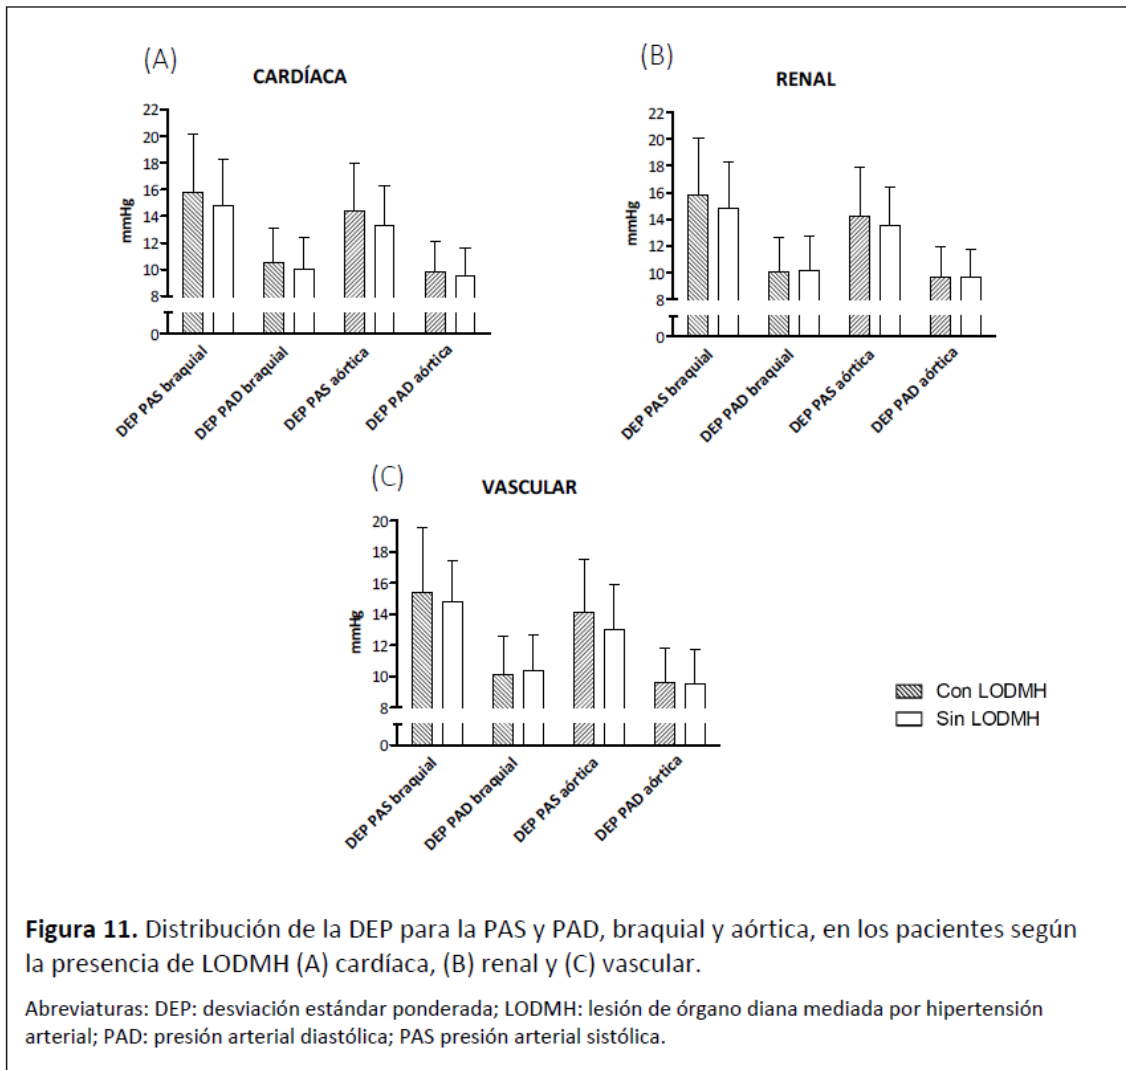 (A)
CARDÍACA
mmHg
22
20
18
16
14
12
10
8
0
DEP PAS braquial
DEP PAD braquial
DEP PAS aórtica
DEP PAD aórtica
(B)
RENAL
mmHg
22
20
18
16
14
12
10
8
0
DEP PAS braquial
DEP PAD braquial
DEP PAS aórtica
DEP PAD aórtica
(C)
VASCULAR
mmHg
20
18
16
14
12
10
8
0
DEP PAS braquial
DEP PAD braquial
DEP PAS aórtica
DEP PAD aórtica
Con LODMH
Sin LODMH
Figura 11. Distribución de la DEP para la PAS y PAD, braquial y aórtica, en los pacientes según
la presencia de LODMH (A) cardíaca, (B) renal y (C) vascular.
Abreviaturas: DEP: desviación estándar ponderada; LODMH: lesión de órgano diana mediada por hipertensión
arterial; PAD: presión arterial diastólica; PAS presión arterial sistólica.